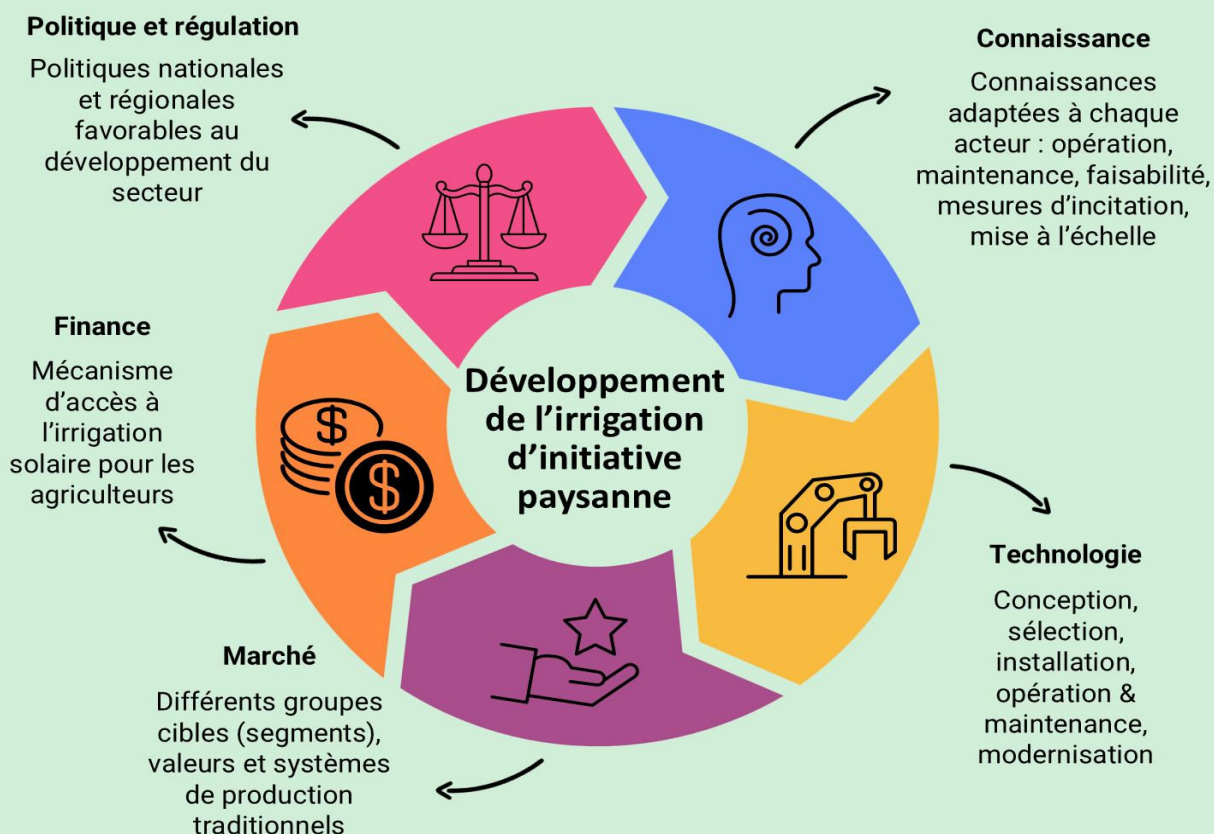 Politique et régulation
Politiques nationales
et régionales
favorables au
développement du
secteur
Connaissance
Connaissances
adaptées à chaque
acteur : opération,
maintenance, faisabilité,
mesures d'incitation,
mise à l'échelle
Finance
Mécanisme
d'accès à
l'irrigation
solaire pour les
agriculteurs
Développement
de l'irrigation
d'initiative
paysanne
$
$
Technologie
Conception,
sélection,
installation,
opération &
maintenance,
modernisation
Marché
Différents groupes
cibles (segments),
valeurs et systèmes
de production
traditionnels